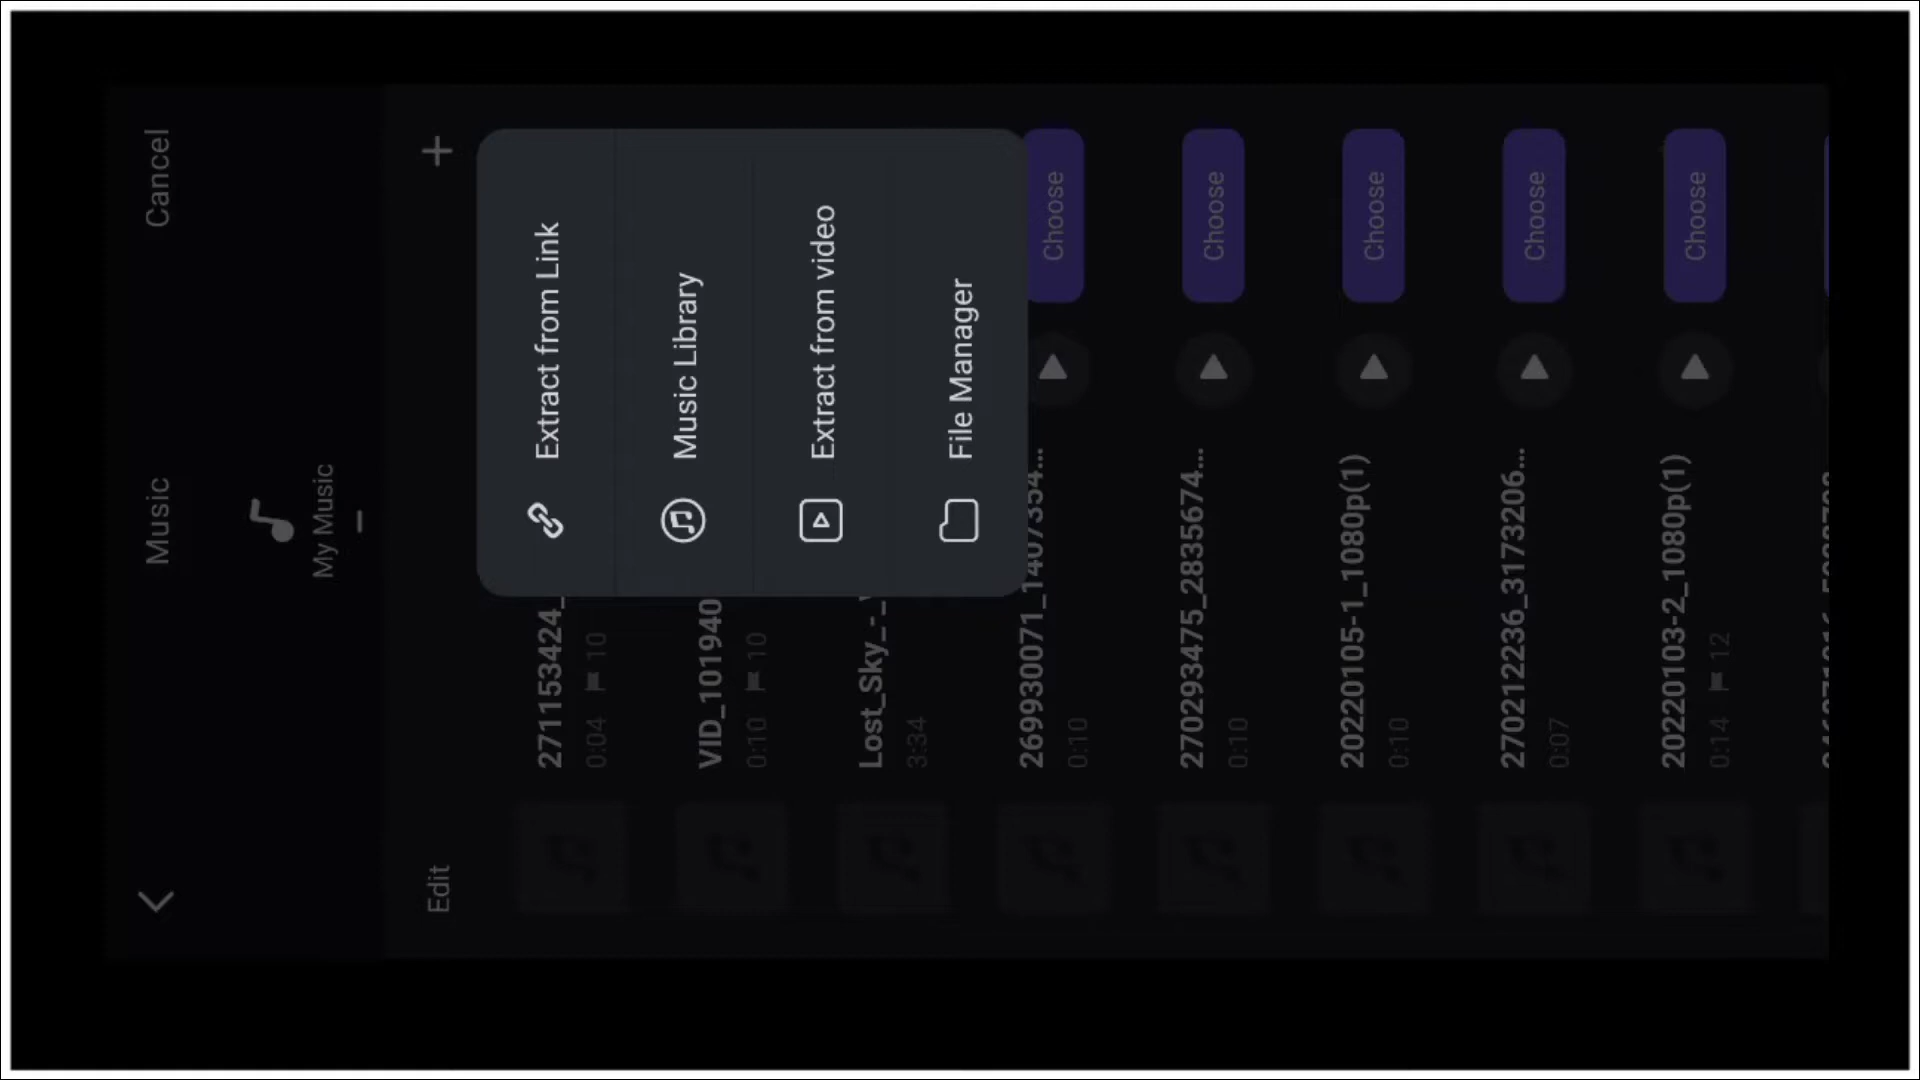 Music
Cancel
My Music
Edit
+
Extract from Link
Music Library
Extract from video
File Manager
271153424_
0:04 10
VID_101940
0:10 10
Lost_Sky_-_
3:34
269930071_1407354...
0:10
Choose
270293475_2835674...
0:10
Choose
20220105-1_1080p(1)
0:10
Choose
270212236_3173206...
0:07
Choose
20220103-2_1080p(1)
0:14 12
Choose